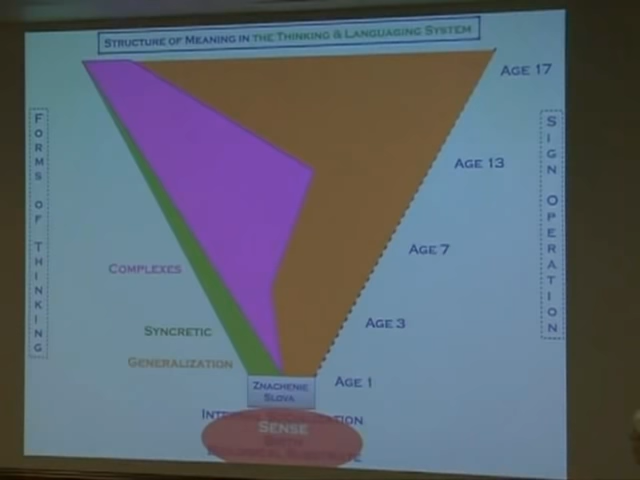 STRUCTURE OF MEANING IN THE THINKING & LANGUAGING SYSTEM
AGE 17
FORMS OF THINKING
SIGN OPERATION
AGE 13
AGE 7
COMPLEXES
AGE 3
SYNCRETIC
GENERALIZATION
AGE 1
ZNACHENIE
SLOVA
SENSE